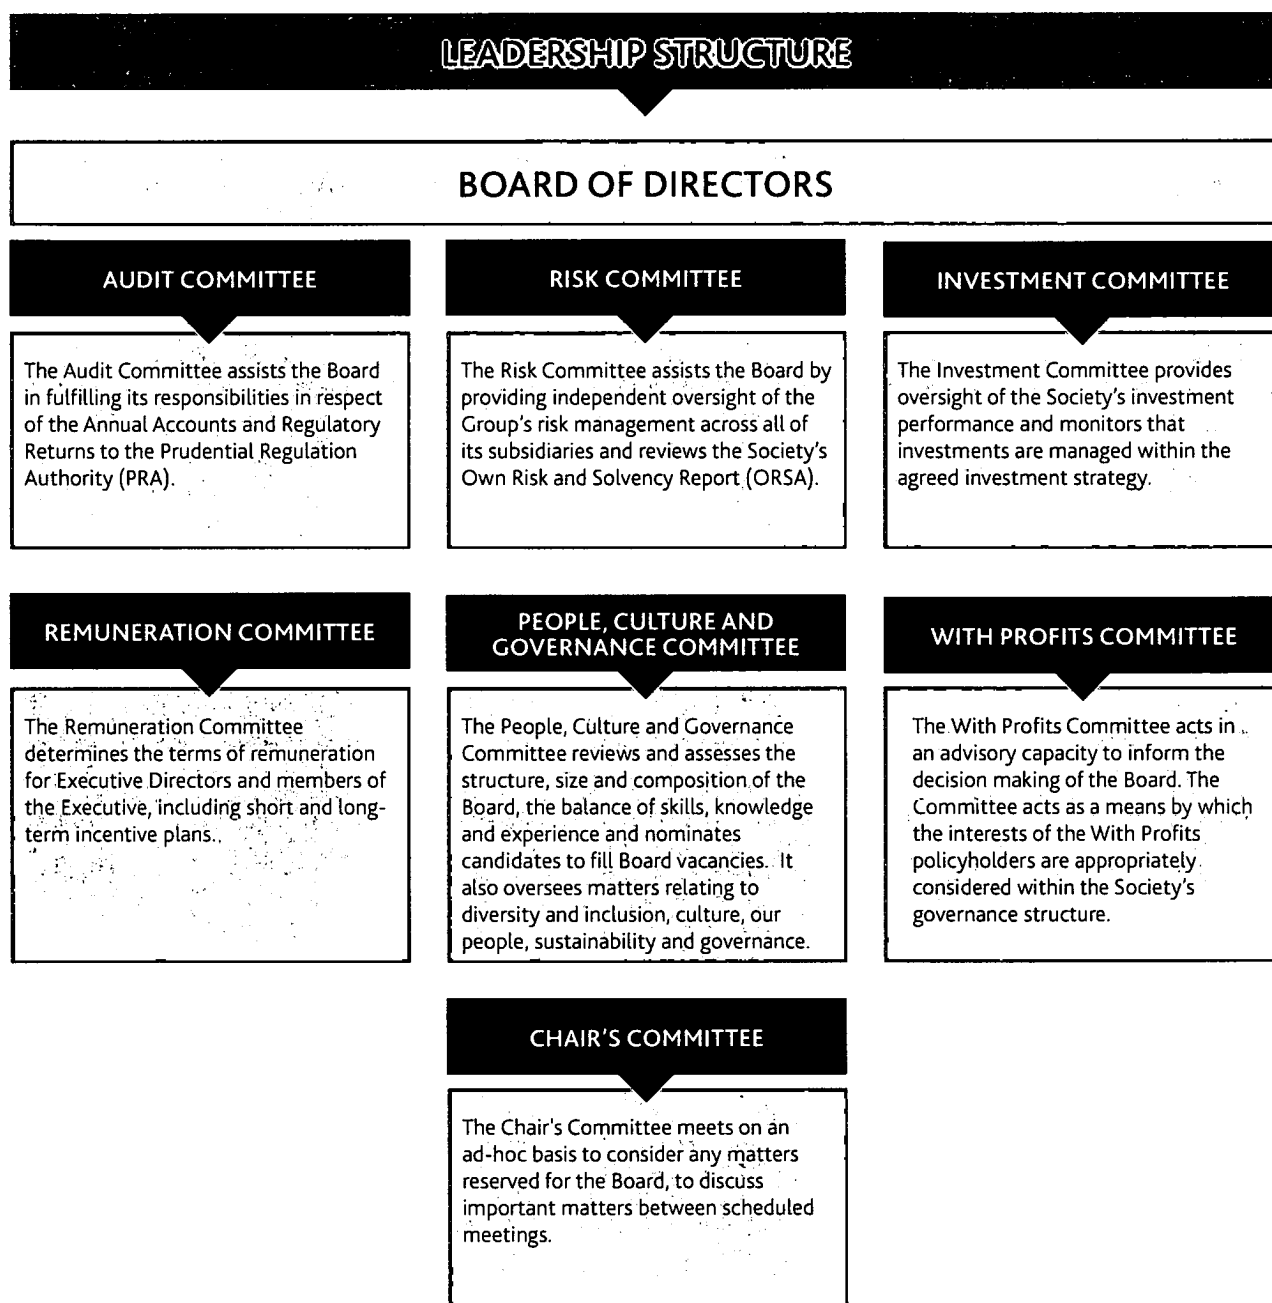 LEADERSHIP STRUCTURE
BOARD OF DIRECTORS
AUDIT COMMITTEE
The Audit Committee assists the Board
in fulfilling its responsibilities in respect
of the Annual Accounts and Regulatory
Returns to the Prudential Regulation
Authority (PRA).
RISK COMMITTEE
The Risk Committee assists the Board by
providing independent oversight of the
Group's risk management across all of
its subsidiaries and reviews the Society's
Own Risk and Solvency Report (ORSA).
INVESTMENT COMMITTEE
The Investment Committee provides
oversight of the Society's investment
performance and monitors that
investments are managed within the
agreed investment strategy.
REMUNERATION COMMITTEE
The Remuneration Committee
determines the terms of remuneration
for Executive Directors and members of
the Executive, including short and long-
term incentive plans.
PEOPLE, CULTURE AND
GOVERNANCE COMMITTEE
The People, Culture and Governance
Committee reviews and assesses the
structure, size and composition of the
Board, the balance of skills, knowledge
and experience and nominates
candidates to fill Board vacancies. It
also oversees matters relating to
diversity and inclusion, culture, our
people, sustainability and governance.
WITH PROFITS COMMITTEE
The With Profits Committee acts in
an advisory capacity to inform the
decision making of the Board. The
Committee acts as a means by which
the interests of the With Profits
policyholders are appropriately
considered within the Society's
governance structure.
CHAIR'S COMMITTEE
The Chair's Committee meets on an
ad-hoc basis to consider any matters
reserved for the Board, to discuss
important matters between scheduled
meetings.